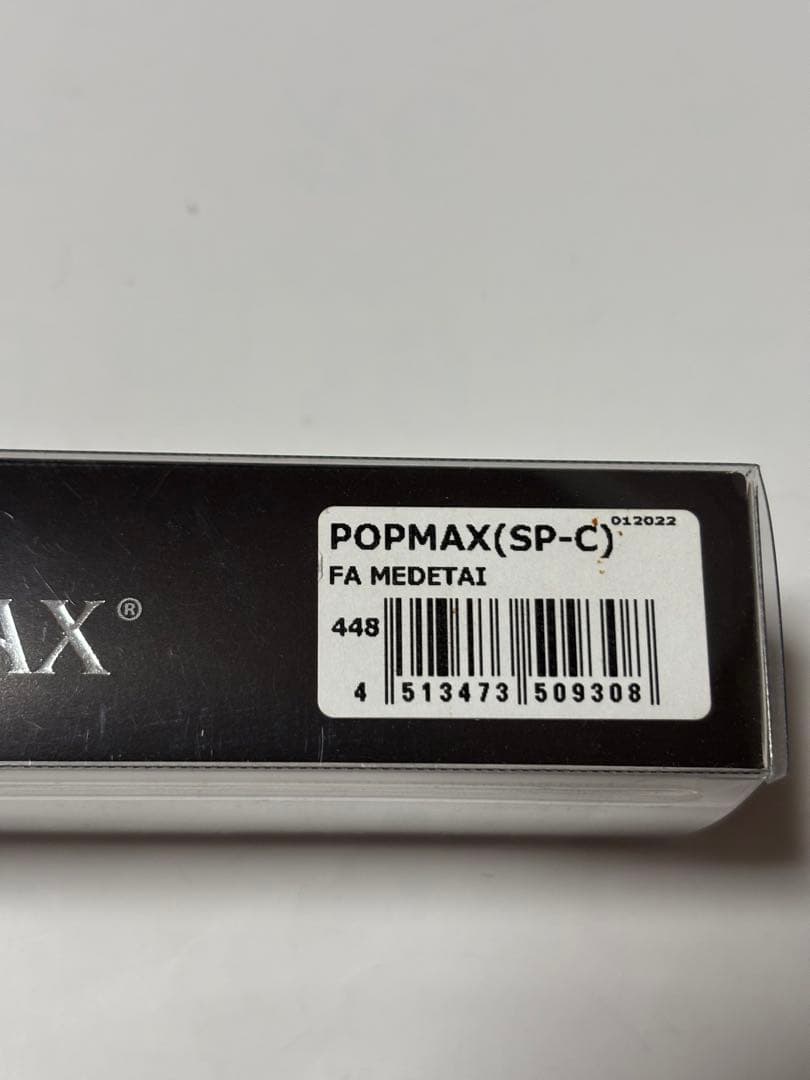 AX®
POPMAX(SP-C) 012022
FA MEDETAI
448
4 513473 509308